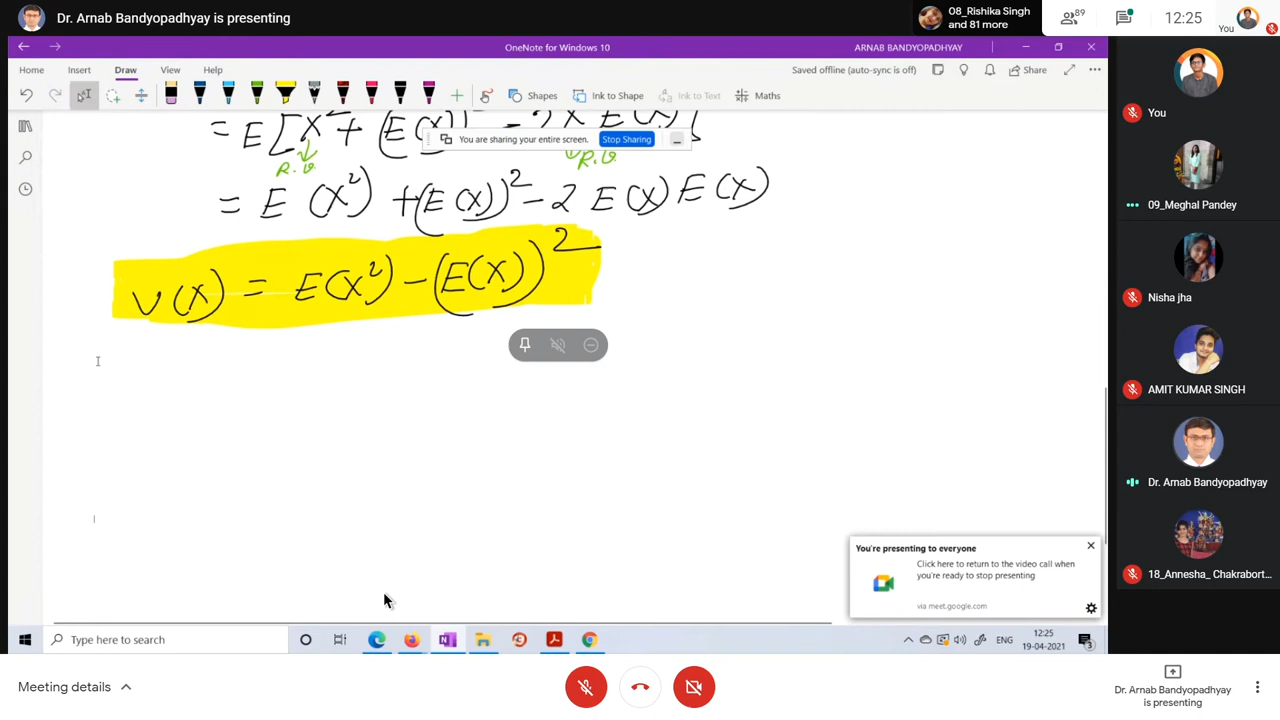 Dr. Arnab Bandyopadhyay is presenting
08_Rishika Singh
and 81 more
89
12:25
You
OneNote for Windows 10
ARNAB BANDYOPADHYAY
Home Insert Draw View Help
Saved offline (auto-sync is off)
Share
Shapes
Ink to Shape
Ink to Text
Maths
= E[X² + (E(X))² - 2X E(X)]
You are sharing your entire screen.
Stop Sharing
R.V
R.V
= E(X²) + (E(X))² - 2 E(X) E(X)
V(X) = E(X²) - (E(X))²
You're presenting to everyone
Click here to return to the video call when
you're ready to stop presenting
via meet.google.com
Type here to search
ENG
12:25
19-04-2021
3
You
09_Meghal Pandey
Nisha jha
AMIT KUMAR SINGH
Dr. Arnab Bandyopadhyay
18_Annesha_ Chakrabort...
Meeting details
Dr. Arnab Bandyopadhyay
is presenting